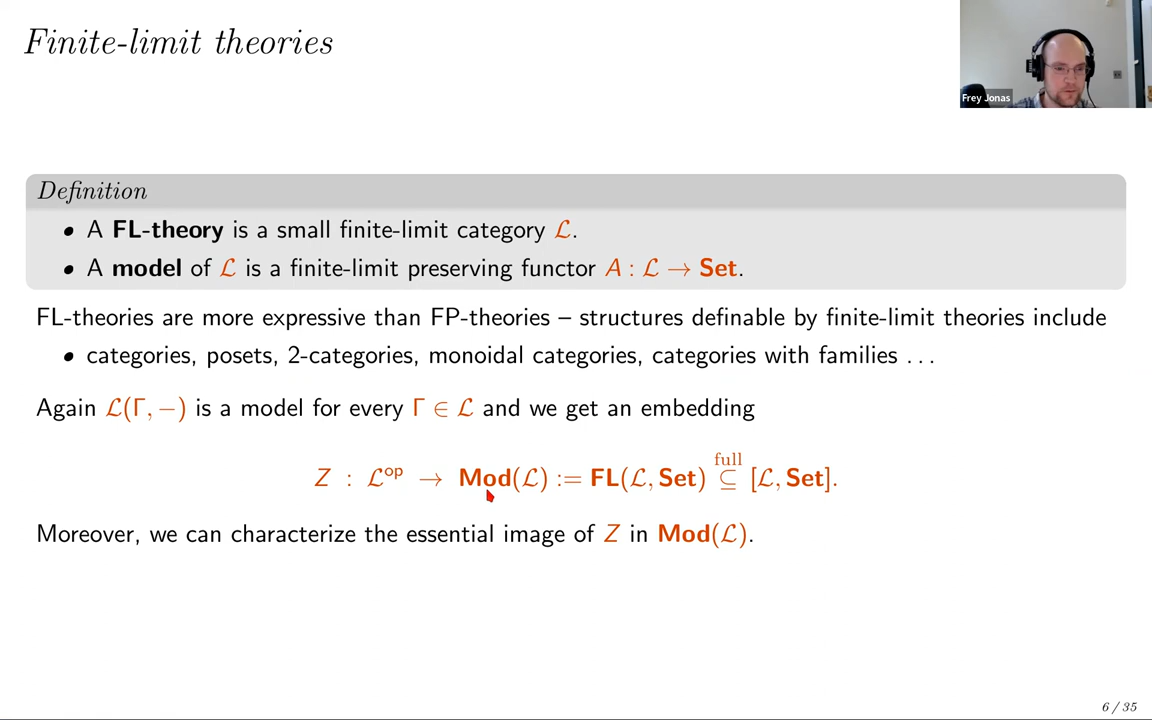 Finite-limit theories
Frey Jonas
Definition
• A FL-theory is a small finite-limit category ℒ.
• A model of ℒ is a finite-limit preserving functor A : ℒ → Set.
FL-theories are more expressive than FP-theories – structures definable by finite-limit theories include
• categories, posets, 2-categories, monoidal categories, categories with families . . .
Again ℒ(Γ, −) is a model for every Γ ∈ ℒ and we get an embedding
Z : ℒᵒᵖ → Mod(ℒ) := FL(ℒ, Set) full ⊆ [ℒ, Set].
Moreover, we can characterize the essential image of Z in Mod(ℒ).
6 / 35